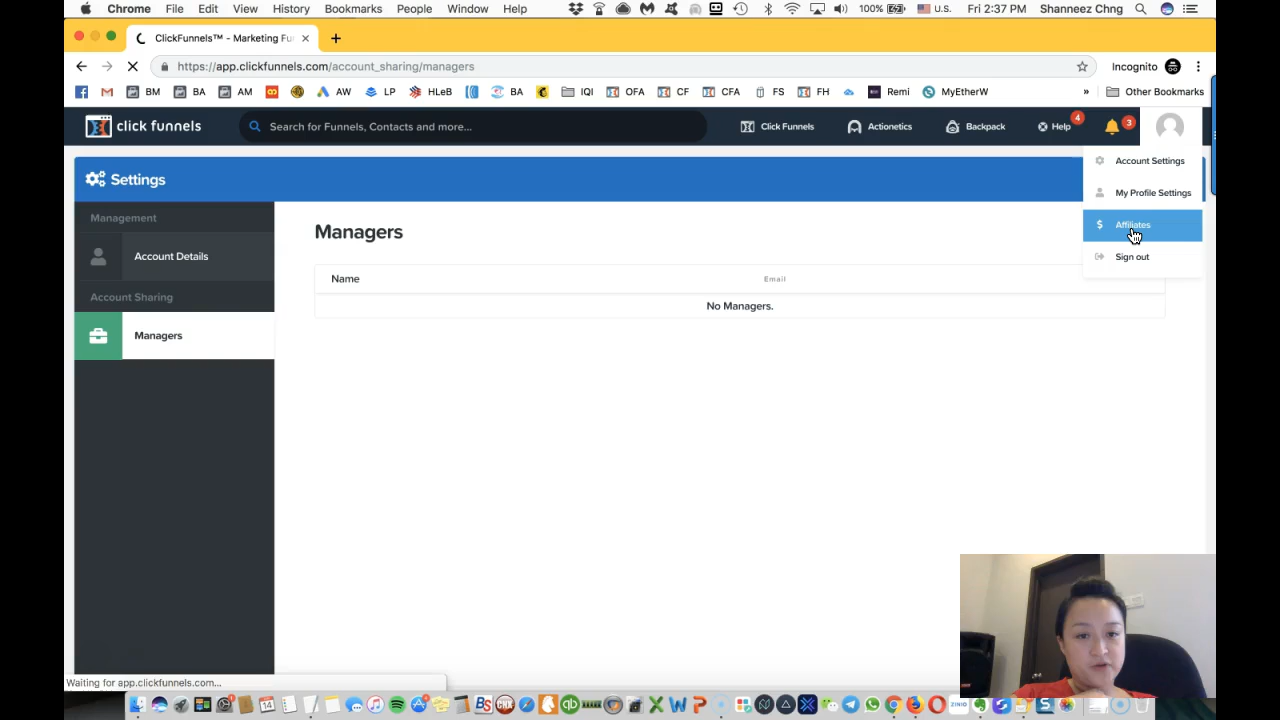 Chrome File Edit View History Bookmarks People Window Help 100% U.S. Fri 2:37 PM Shanneez Chng
ClickFunnels™ - Marketing Fu
https://app.clickfunnels.com/account_sharing/managers Incognito
BM BA AM AW LP HLeB BA IQI OFA CF CFA FS FH Remi MyEtherW » Other Bookmarks
click funnels Search for Funnels, Contacts and more... Click Funnels Actionetics Backpack Help 4 3
Account Settings
My Profile Settings
Affiliates
Sign out
Settings
Management
Account Details
Account Sharing
Managers
Managers
Name Email
No Managers.
Waiting for app.clickfunnels.com...